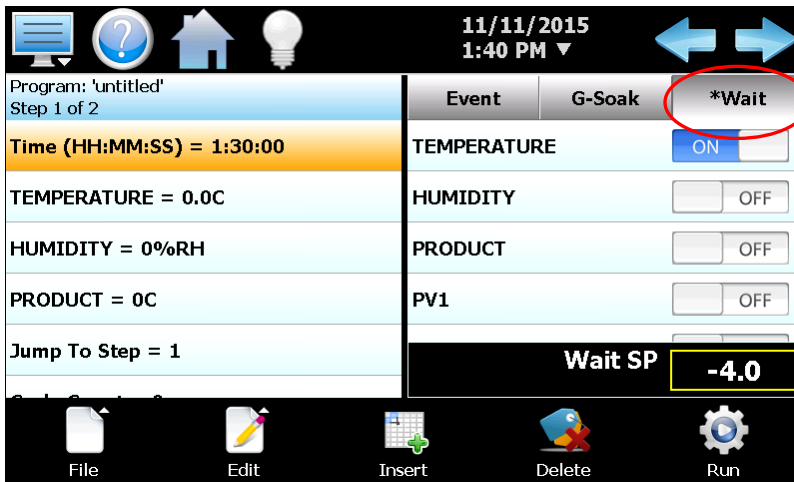 11/11/2015
1:40 PM ▼
Program: 'untitled'
Step 1 of 2
Time (HH:MM:SS) = 1:30:00
TEMPERATURE = 0.0C
HUMIDITY = 0%RH
PRODUCT = 0C
Jump To Step = 1
Event G-Soak *Wait
TEMPERATURE ON
HUMIDITY OFF
PRODUCT OFF
PV1 OFF
Wait SP -4.0
File Edit Insert Delete Run